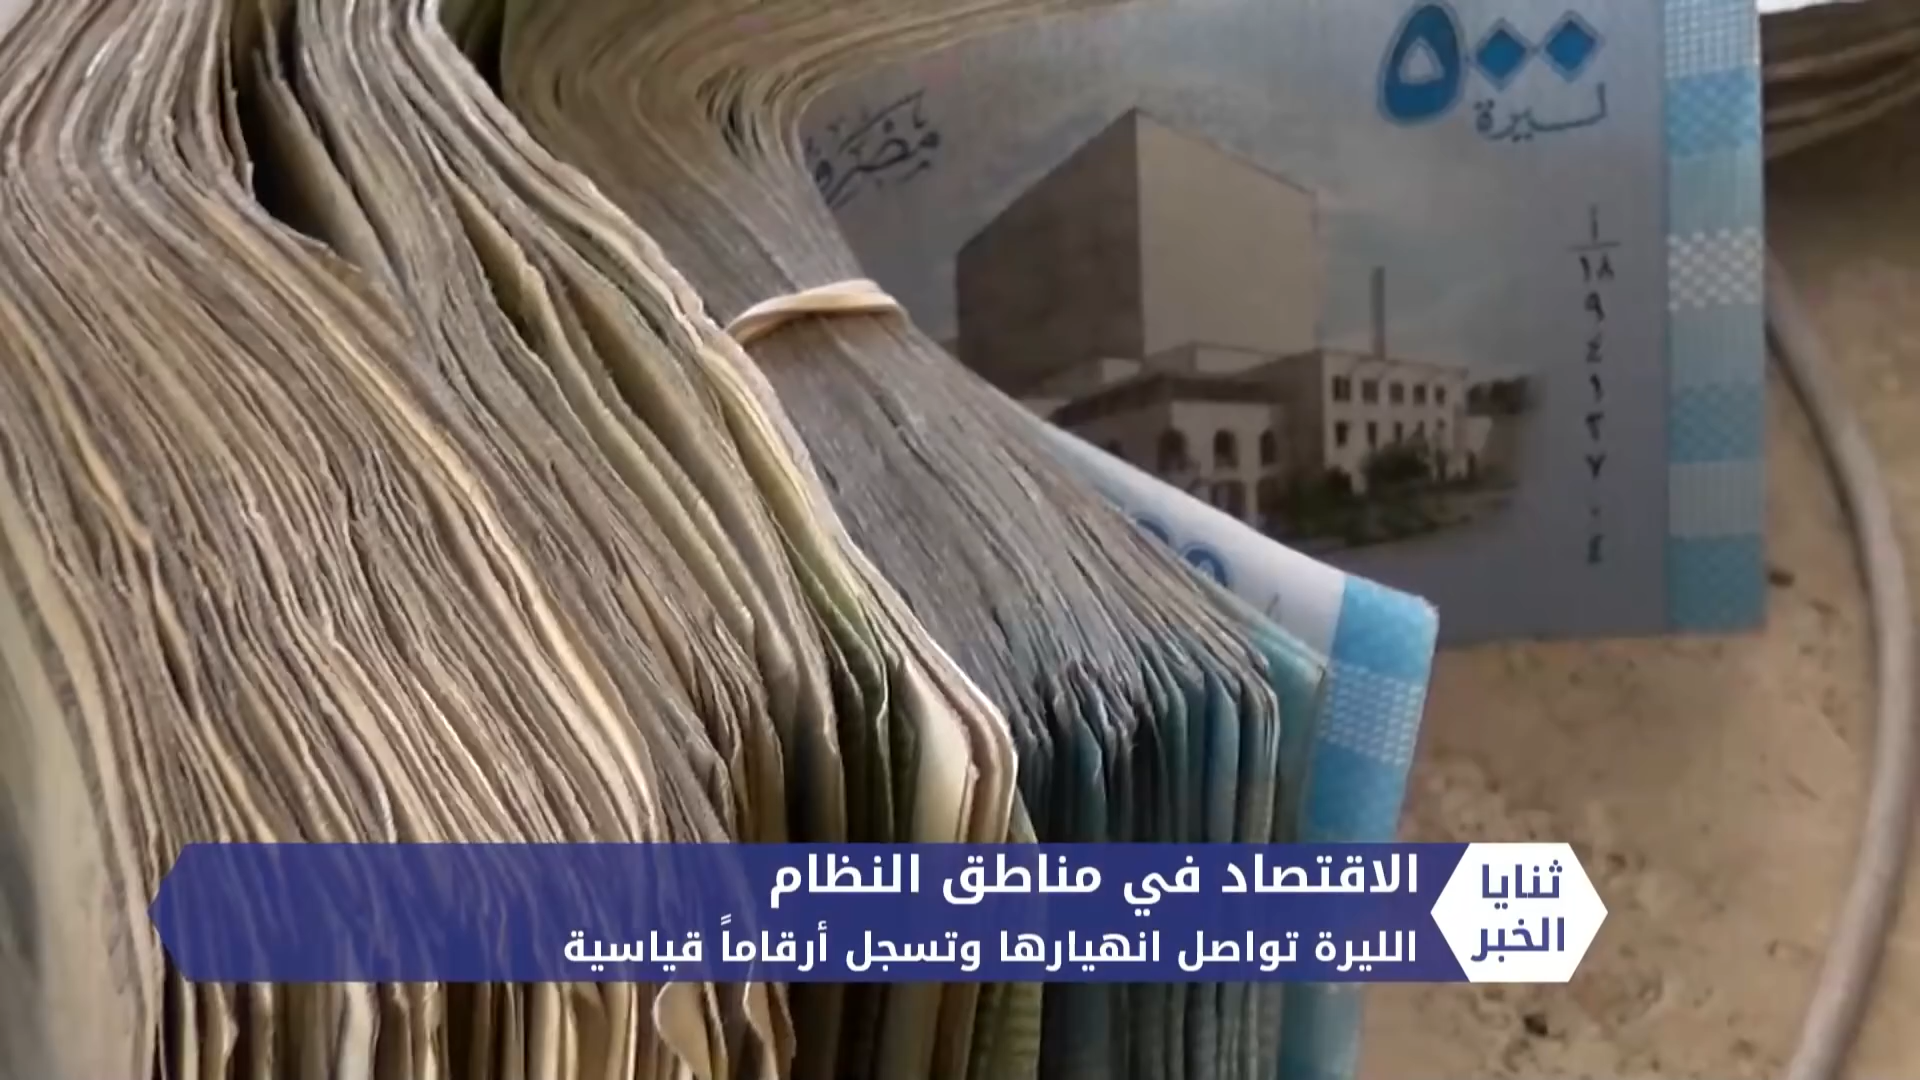 ٥٠٠
ليرة
ثنايا
الخبر
الاقتصاد في مناطق النظام
الليرة تواصل انهيارها وتسجل أرقاماً قياسية